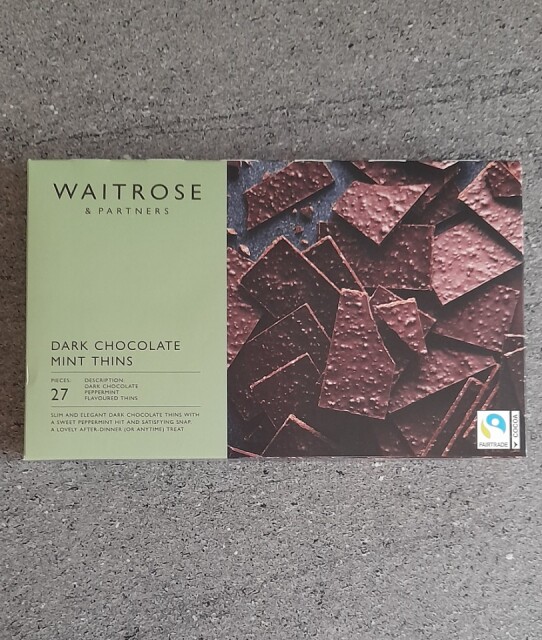 WAITROSE
& PARTNERS
DARK CHOCOLATE
MINT THINS
PIECES:
27
DESCRIPTION:
DARK CHOCOLATE
PEPPERMINT
FLAVOURED THINS
SLIM AND ELEGANT DARK CHOCOLATE THINS WITH
A SWEET PEPPERMINT HIT AND SATISFYING SNAP.
A LOVELY AFTER-DINNER (OR ANYTIME) TREAT
FAIRTRADE
COCOA